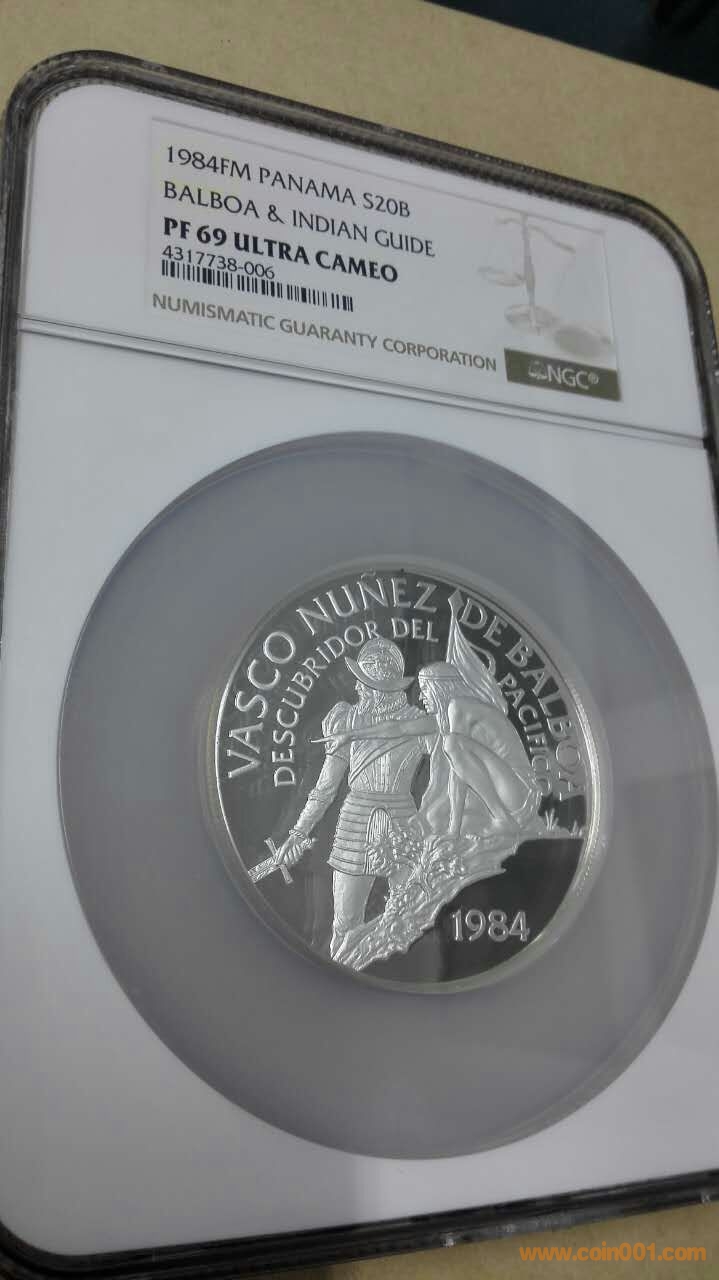 1984FM PANAMA S20B
BALBOA & INDIAN GUIDE
PF 69 ULTRA CAMEO
4317738-006
NUMISMATIC GUARANTY CORPORATION
NGC®
VASCO NUÑEZ DE BALBOA
DESCUBRIDOR DEL PACIFICO
1984
www.coin001.com